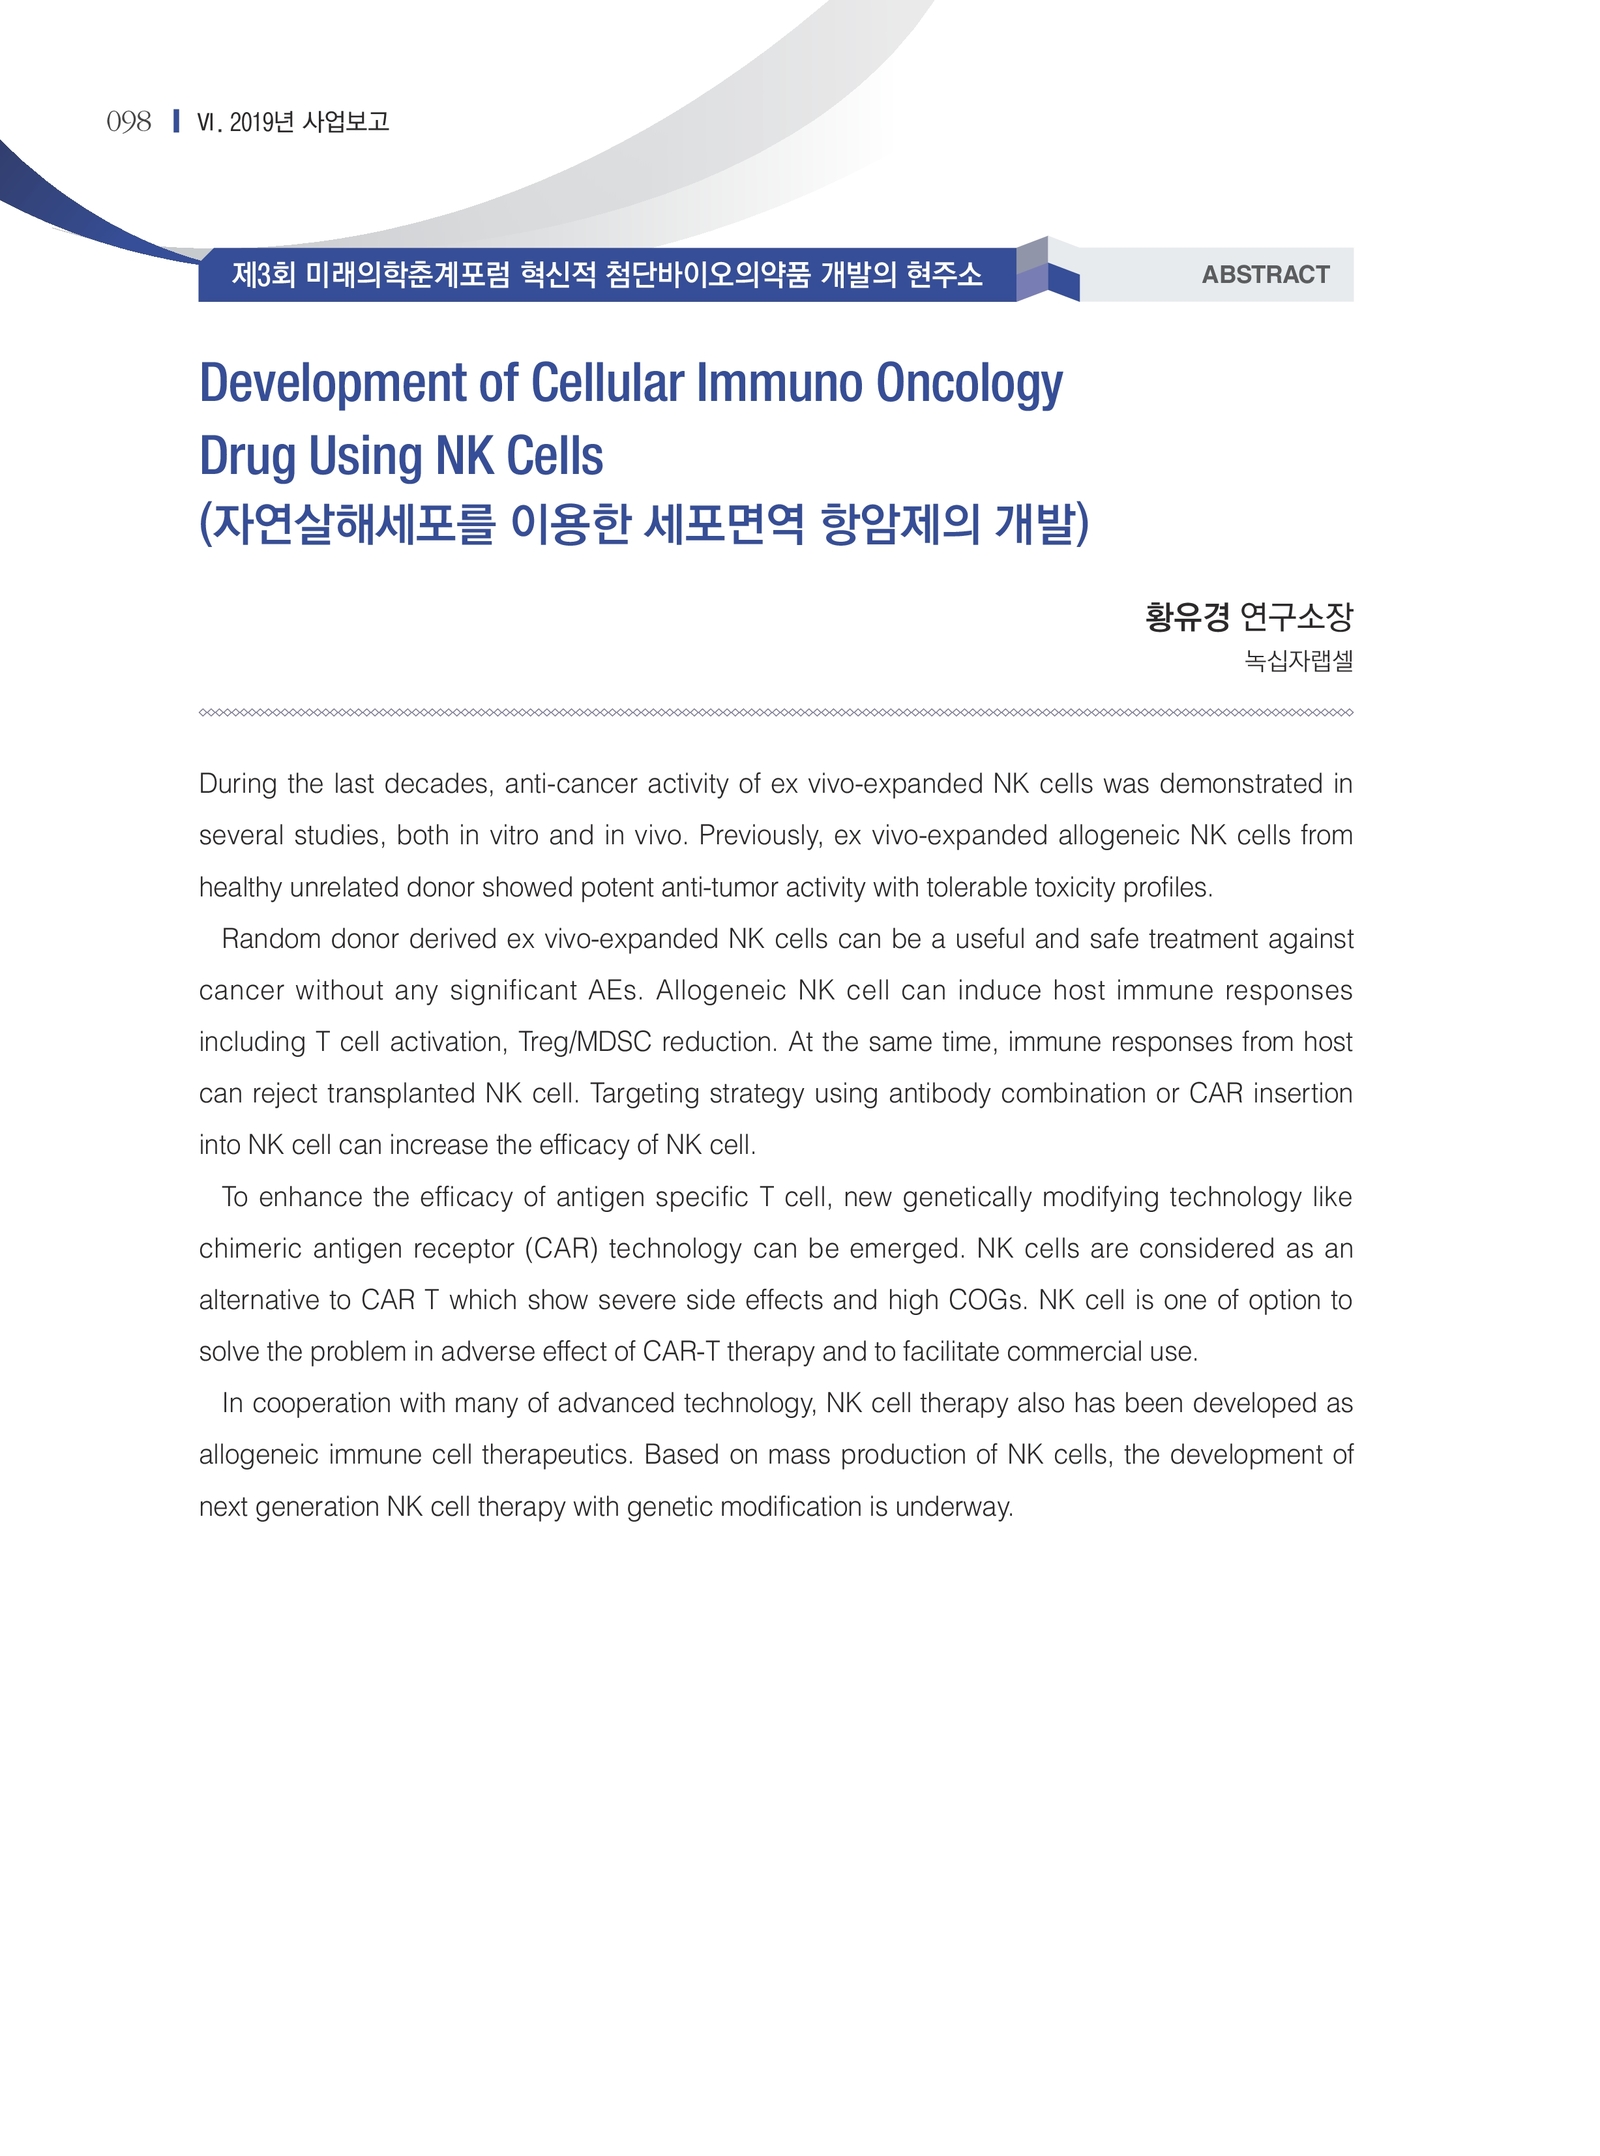 098 Ⅵ. 2019년 사업보고
제3회 미래의학춘계포럼 혁신적 첨단바이오의약품 개발의 현주소
ABSTRACT
Development of Cellular Immuno Oncology
Drug Using NK Cells
(자연살해세포를 이용한 세포면역 항암제의 개발)
황유경 연구소장
녹십자랩셀
During the last decades, anti-cancer activity of ex vivo-expanded NK cells was demonstrated in
several studies, both in vitro and in vivo. Previously, ex vivo-expanded allogeneic NK cells from
healthy unrelated donor showed potent anti-tumor activity with tolerable toxicity profiles.
Random donor derived ex vivo-expanded NK cells can be a useful and safe treatment against
cancer without any significant AEs. Allogeneic NK cell can induce host immune responses
including T cell activation, Treg/MDSC reduction. At the same time, immune responses from host
can reject transplanted NK cell. Targeting strategy using antibody combination or CAR insertion
into NK cell can increase the efficacy of NK cell.
To enhance the efficacy of antigen specific T cell, new genetically modifying technology like
chimeric antigen receptor (CAR) technology can be emerged. NK cells are considered as an
alternative to CAR T which show severe side effects and high COGs. NK cell is one of option to
solve the problem in adverse effect of CAR-T therapy and to facilitate commercial use.
In cooperation with many of advanced technology, NK cell therapy also has been developed as
allogeneic immune cell therapeutics. Based on mass production of NK cells, the development of
next generation NK cell therapy with genetic modification is underway.